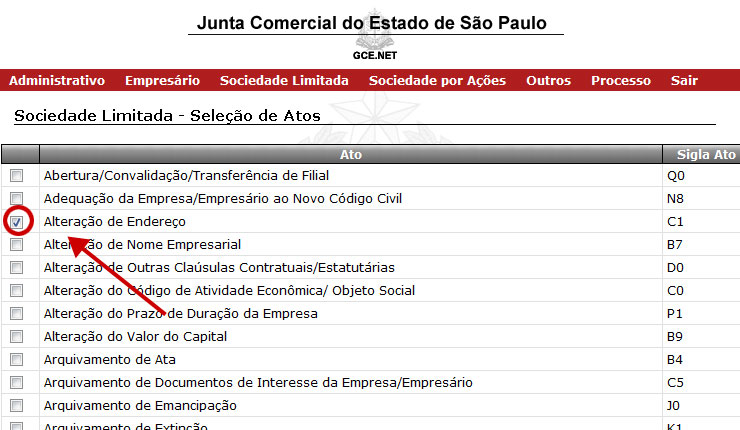 Junta Comercial do Estado de São Paulo
GCE.NET
Administrativo Empresário Sociedade Limitada Sociedade por Ações Outros Processo Sair
Sociedade Limitada - Seleção de Atos
Ato Sigla Ato
Abertura/Convalidação/Transferência de Filial Q0
Adequação da Empresa/Empresário ao Novo Código Civil N8
Alteração de Endereço C1
Alteração de Nome Empresarial B7
Alteração de Outras Claúsulas Contratuais/Estatutárias D0
Alteração do Código de Atividade Econômica/ Objeto Social C0
Alteração do Prazo de Duração da Empresa P1
Alteração do Valor do Capital B9
Arquivamento de Ata B4
Arquivamento de Documentos de Interesse da Empresa/Empresário C5
Arquivamento de Emancipação J0
Arquivamento de Extinção K1